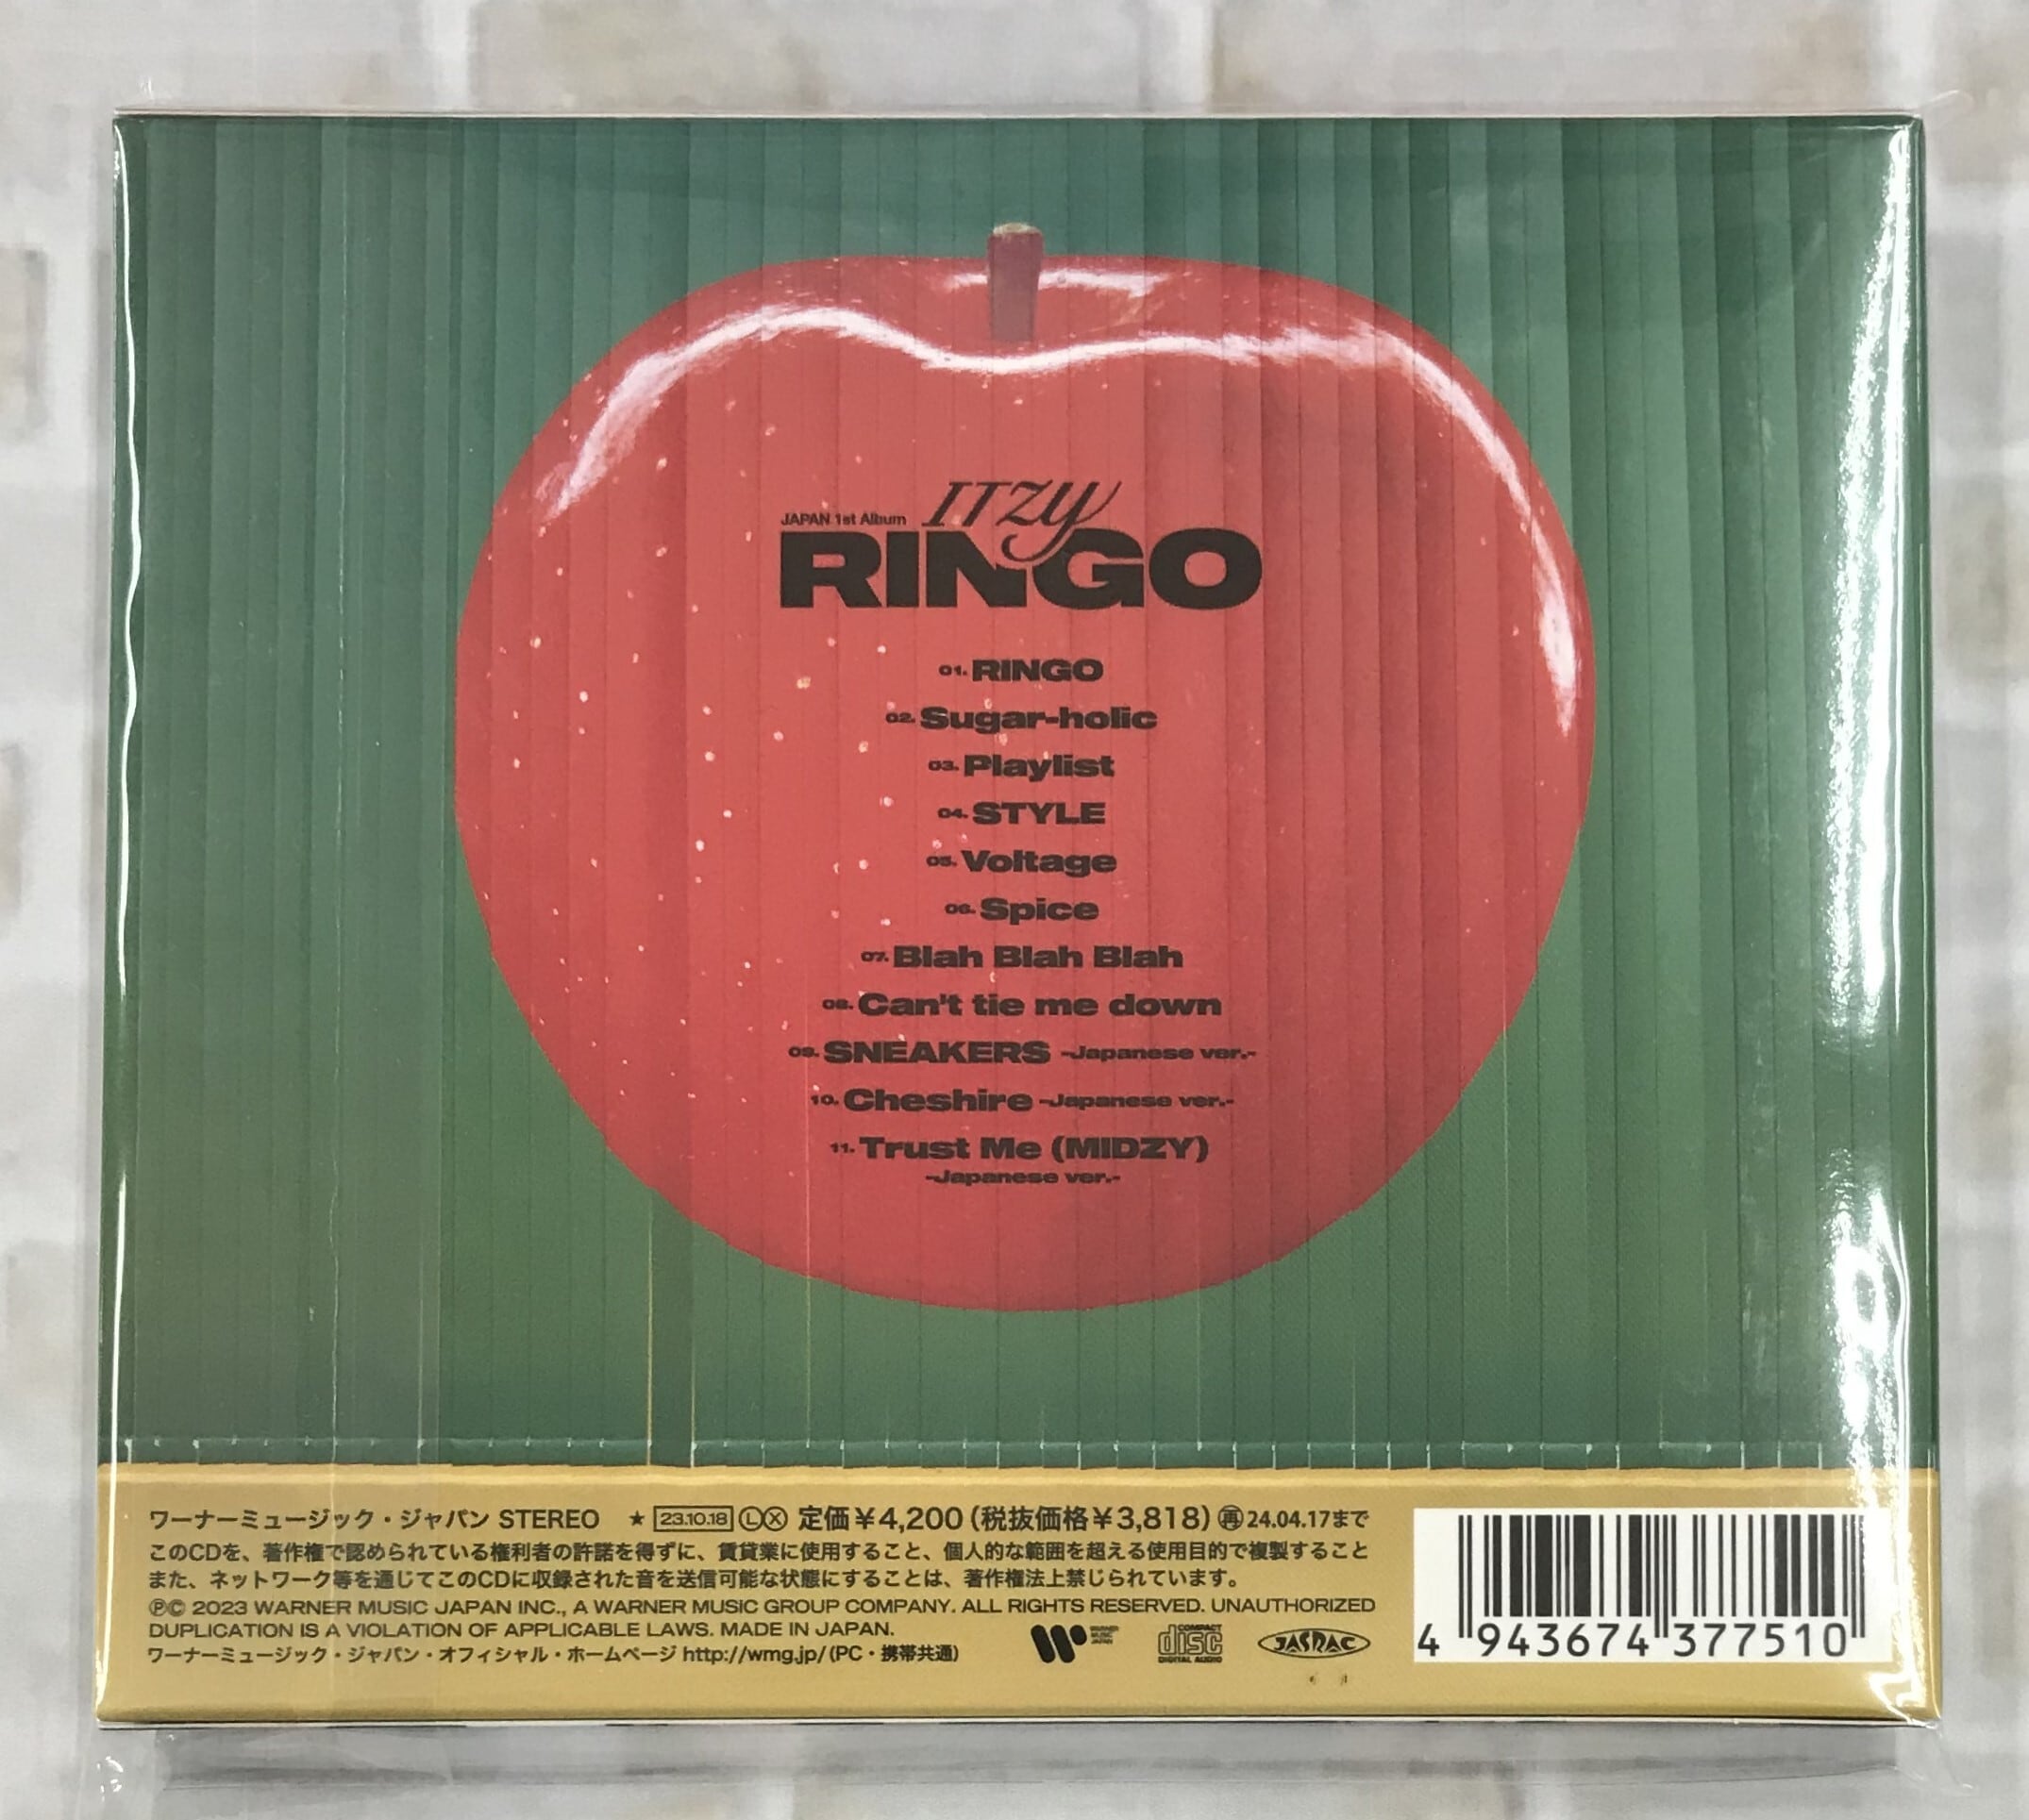 JAPAN 1st Album ITZY
RINGO
01. RINGO
02. Sugar-holic
03. Playlist
04. STYLE
05. Voltage
06. Spice
07. Blah Blah Blah
08. Can't tie me down
09. SNEAKERS -Japanese ver.-
10. Cheshire -Japanese ver.-
11. Trust Me (MIDZY)
-Japanese ver.-
ワーナーミュージック・ジャパン STEREO ★ 23.10.18 Ⓛ Ⓧ 定価￥4,200（税抜価格￥3,818）㊢24.04.17まで
このCDを、著作権で認められている権利者の許諾を得ずに、賃貸業に使用すること、個人的な範囲を超える使用目的で複製すること
また、ネットワーク等を通じてこのCDに収録された音を送信可能な状態にすることは、著作権法上禁じられています。
℗© 2023 WARNER MUSIC JAPAN INC., A WARNER MUSIC GROUP COMPANY. ALL RIGHTS RESERVED. UNAUTHORIZED
DUPLICATION IS A VIOLATION OF APPLICABLE LAWS. MADE IN JAPAN.
ワーナーミュージック・ジャパン・オフィシャル・ホームページ http://wmg.jp/（PC・携帯共通）
WARNER
MUSIC
JAPAN
COMPACT
disc
DIGITAL AUDIO
JASRAC
4 943674 377510